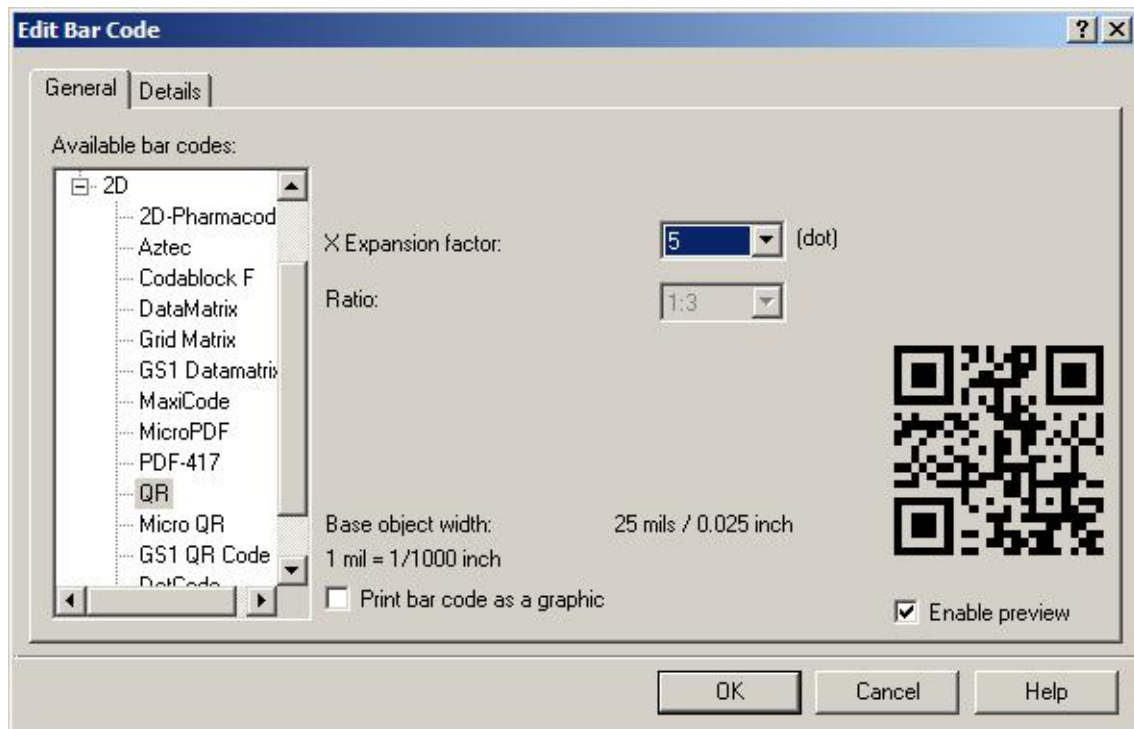 Edit Bar Code
General Details
Available bar codes:
2D
2D-Pharmacod
Aztec
Codablock F
DataMatrix
Grid Matrix
GS1 Datamatrix
MaxiCode
MicroPDF
PDF-417
QR
Micro QR
GS1 QR Code
DotCode
X Expansion factor: 5 (dot)
Ratio: 1:3
Base object width: 25 mils / 0.025 inch
1 mil = 1/1000 inch
Print bar code as a graphic
Enable preview
OK Cancel Help